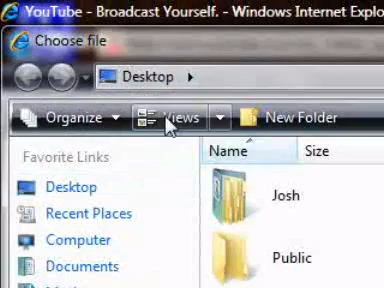 YouTube - Broadcast Yourself. - Windows Internet Explo
Choose file
Desktop
Organize Views New Folder
Favorite Links Name Size
Desktop Josh
Recent Places
Computer
Public
Documents